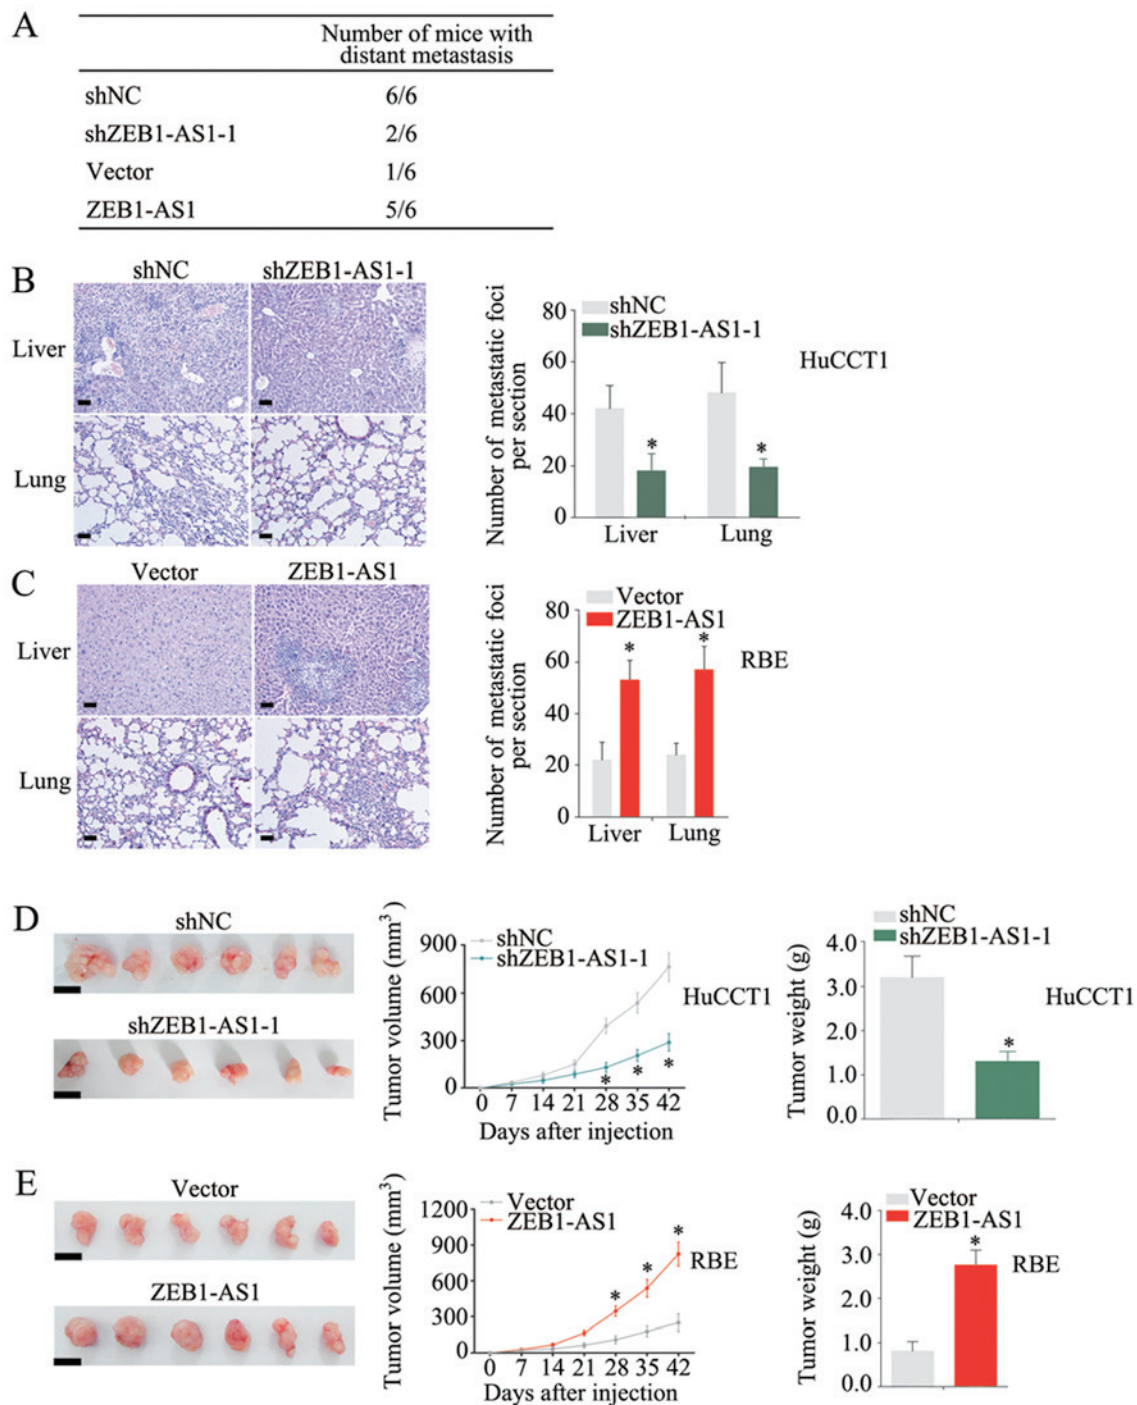 A
Number of mice with
distant metastasis
shNC 6/6
shZEB1-AS1-1 2/6
Vector 1/6
ZEB1-AS1 5/6
B
shNC shZEB1-AS1-1
Liver
Lung
Number of metastatic foci
per section
80
60
40
20
0
shNC
shZEB1-AS1-1
* *
Liver Lung
HuCCT1
C
Vector ZEB1-AS1
Liver
Lung
Number of metastatic foci
per section
80
60
40
20
0
Vector
ZEB1-AS1
* *
Liver Lung
RBE
D
shNC
shZEB1-AS1-1
Tumor volume (mm³)
900
600
300
0
shNC
shZEB1-AS1-1
HuCCT1
* * *
0 7 14 21 28 35 42
Days after injection
Tumor weight (g)
4.0
3.0
2.0
1.0
0.0
shNC
shZEB1-AS1-1
*
HuCCT1
E
Vector
ZEB1-AS1
Tumor volume (mm³)
1200
900
600
300
0
Vector
ZEB1-AS1
* * *
RBE
0 7 14 21 28 35 42
Days after injection
Tumor weight (g)
4.0
3.0
2.0
1.0
0.0
Vector
ZEB1-AS1
*
RBE